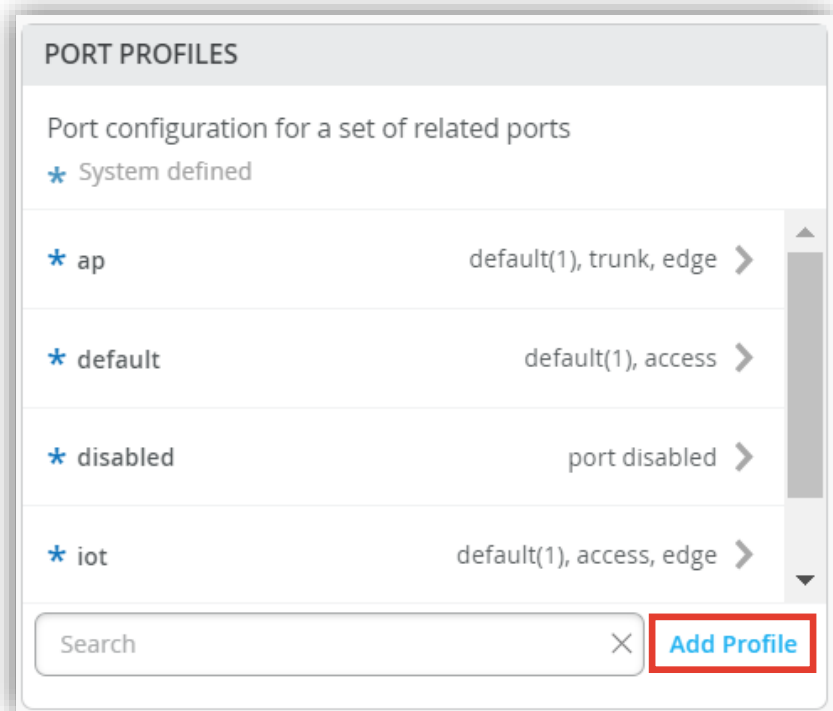 PORT PROFILES
Port configuration for a set of related ports
* System defined
* ap default(1), trunk, edge
* default default(1), access
* disabled port disabled
* iot default(1), access, edge
Search Add Profile